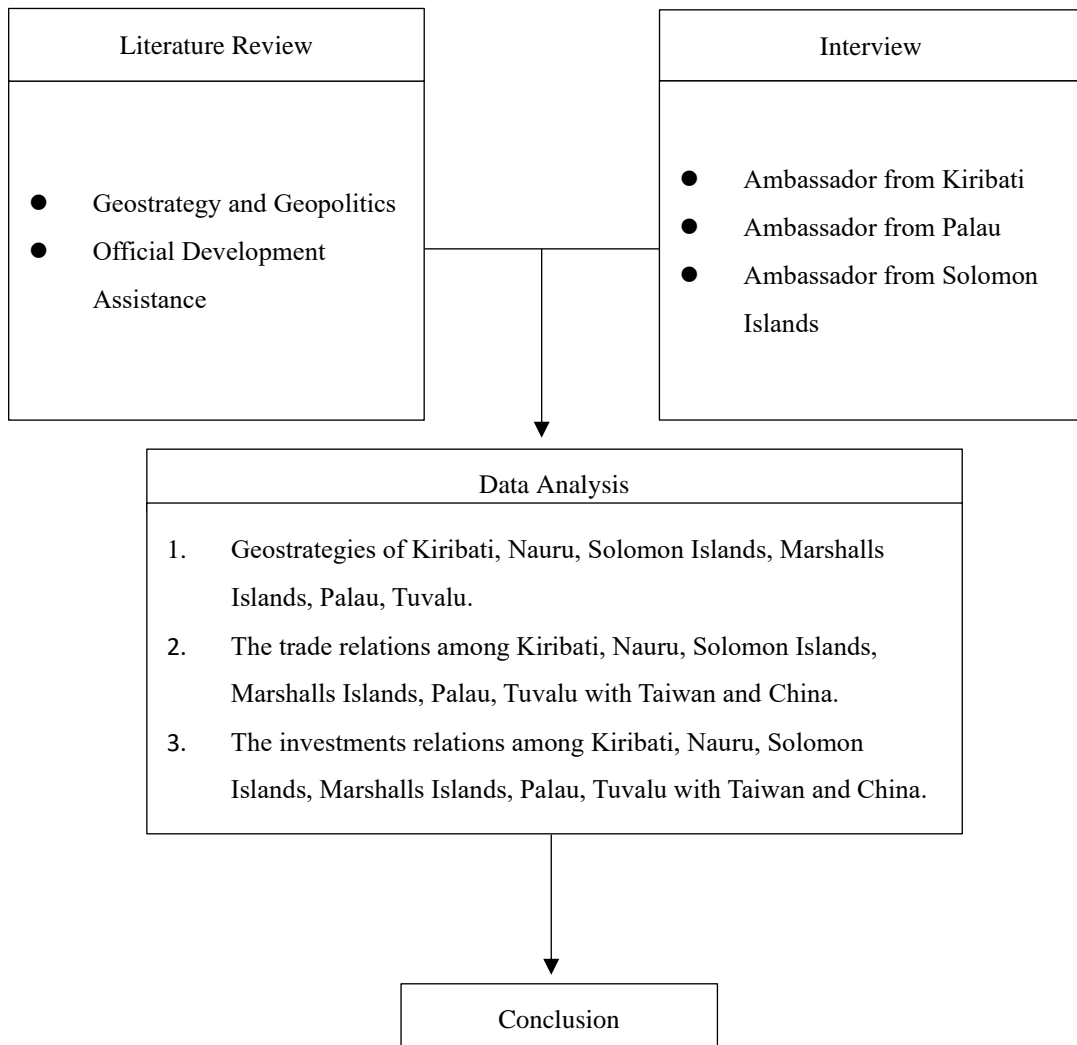 Literature Review
● Geostrategy and Geopolitics
● Official Development
Assistance
Interview
● Ambassador from Kiribati
● Ambassador from Palau
● Ambassador from Solomon
Islands
Data Analysis
1. Geostrategies of Kiribati, Nauru, Solomon Islands, Marshalls
Islands, Palau, Tuvalu.
2. The trade relations among Kiribati, Nauru, Solomon Islands,
Marshalls Islands, Palau, Tuvalu with Taiwan and China.
3. The investments relations among Kiribati, Nauru, Solomon
Islands, Marshalls Islands, Palau, Tuvalu with Taiwan and China.
Conclusion